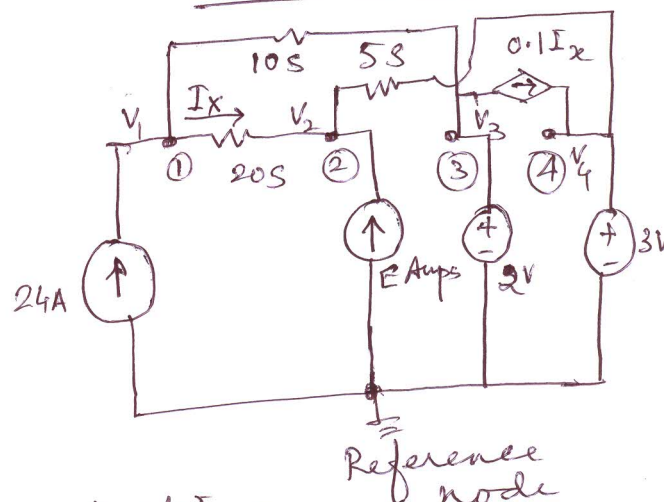 10S
5S
0.1Ix
Ix
V1
V2
V3
V4
①
20S
②
③
④
24A
E Amps
+
-
2V
+
-
3V
Reference
node